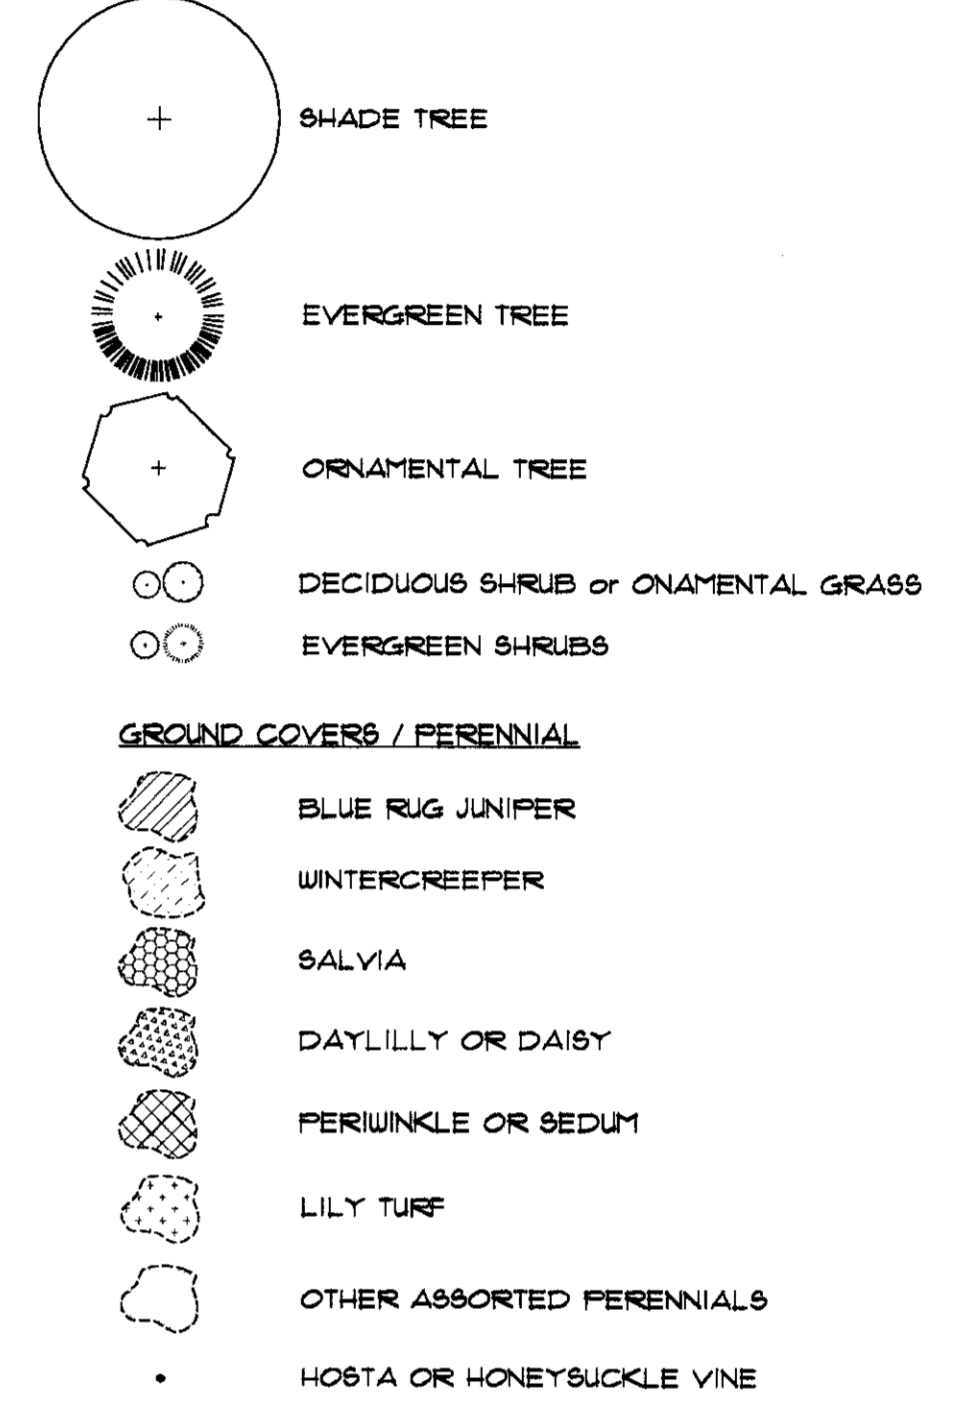 SHADE TREE
EVERGREEN TREE
ORNAMENTAL TREE
DECIDUOUS SHRUB or ONAMENTAL GRASS
EVERGREEN SHRUBS
GROUND COVERS / PERENNIAL
BLUE RUG JUNIPER
WINTERCREEPER
SALVIA
DAYLILLY OR DAISY
PERIWINKLE OR SEDUM
LILY TURF
OTHER ASSORTED PERENNIALS
HOSTA OR HONEYSUCKLE VINE